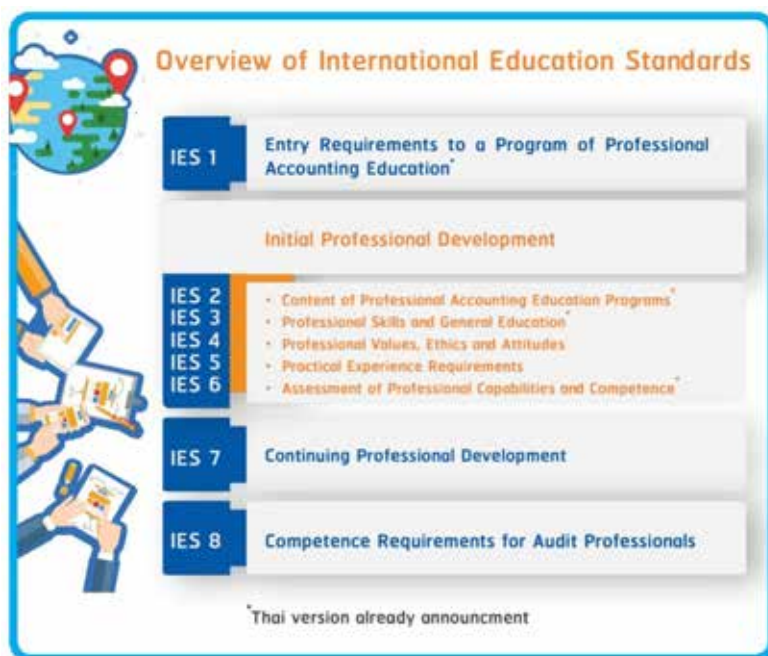 Overview of International Education Standards
IES 1
Entry Requirements to a Program of Professional
Accounting Education*
Initial Professional Development
IES 2
• Content of Professional Accounting Education Programs*
IES 3
• Professional Skills and General Education*
IES 4
• Professional Values, Ethics and Attitudes
IES 5
• Practical Experience Requirements
IES 6
• Assessment of Professional Capabilities and Competence*
IES 7
Continuing Professional Development
IES 8
Competence Requirements for Audit Professionals
*Thai version already announcment